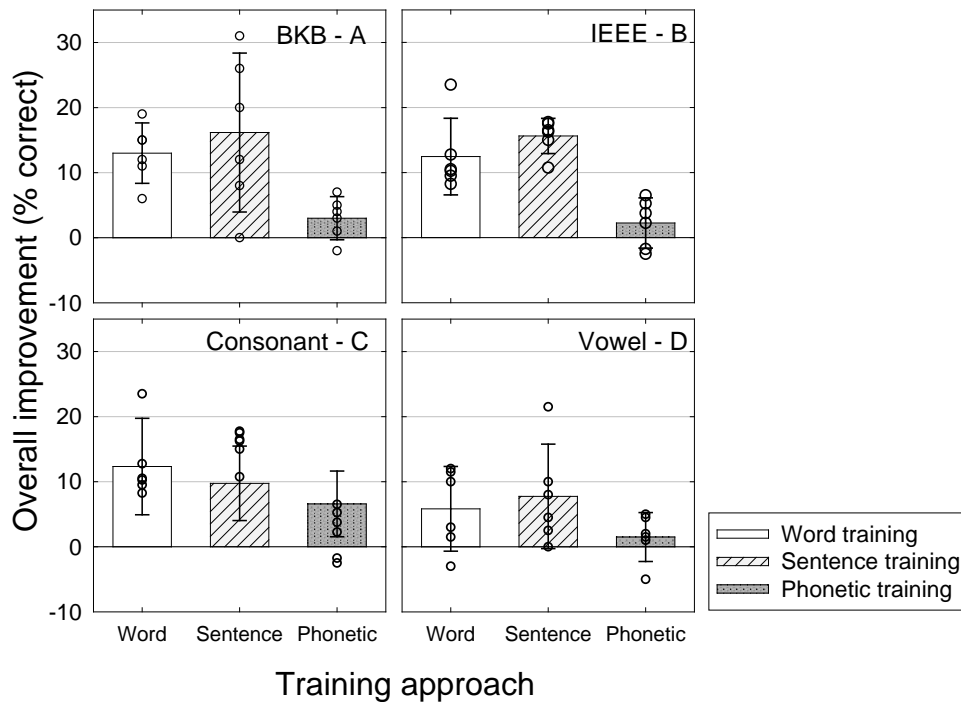 Overall improvement (% correct)
BKB - A
IEEE - B
30
20
10
0
-10
Consonant - C
Vowel - D
30
20
10
0
-10
Word Sentence Phonetic
Word Sentence Phonetic
Training approach
Word training
Sentence training
Phonetic training